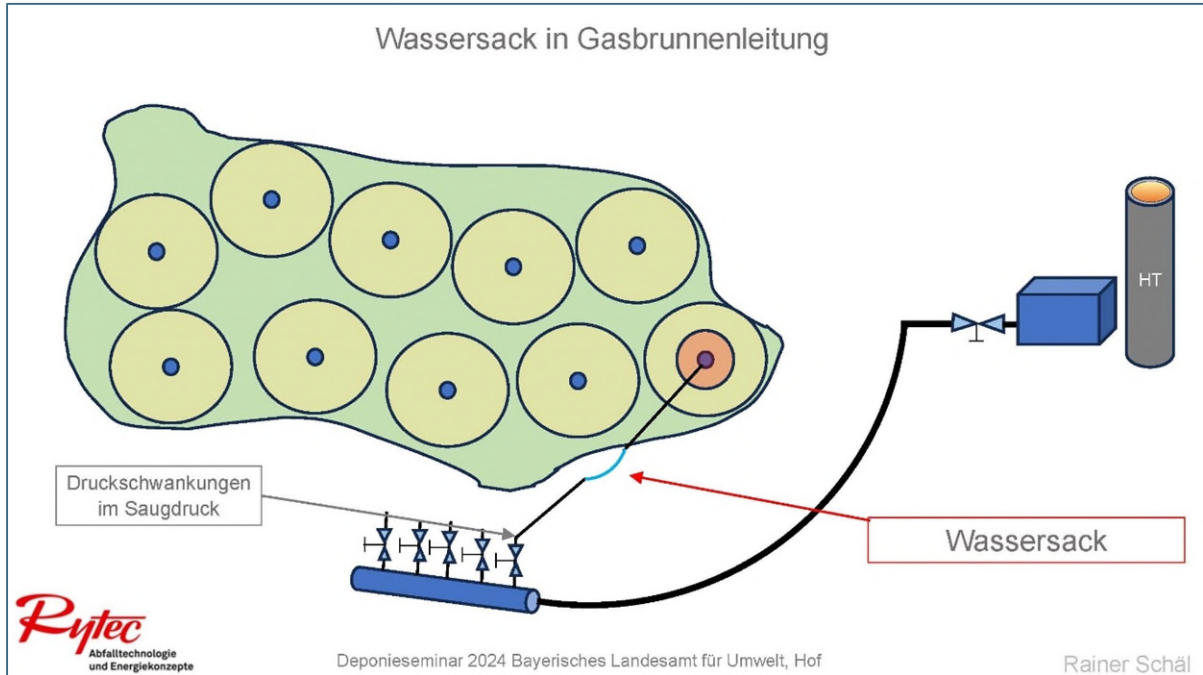 Wassersack in Gasbrunnenleitung
HT
Druckschwankungen
im Saugdruck
Wassersack
Rytec
Abfalltechnologie
und Energiekonzepte
Deponieseminar 2024 Bayerisches Landesamt für Umwelt, Hof
Rainer Schäl